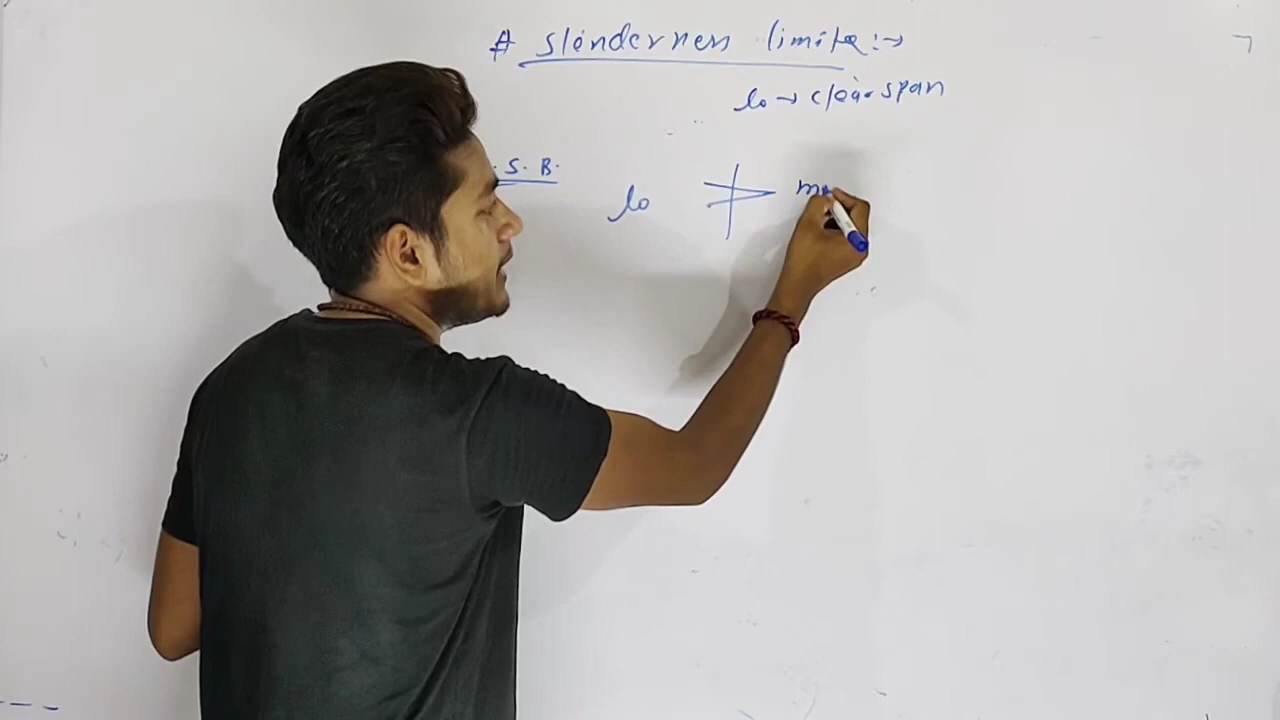 # Slenderness limits :→
lo → clear span
. S. B.
lo ≯